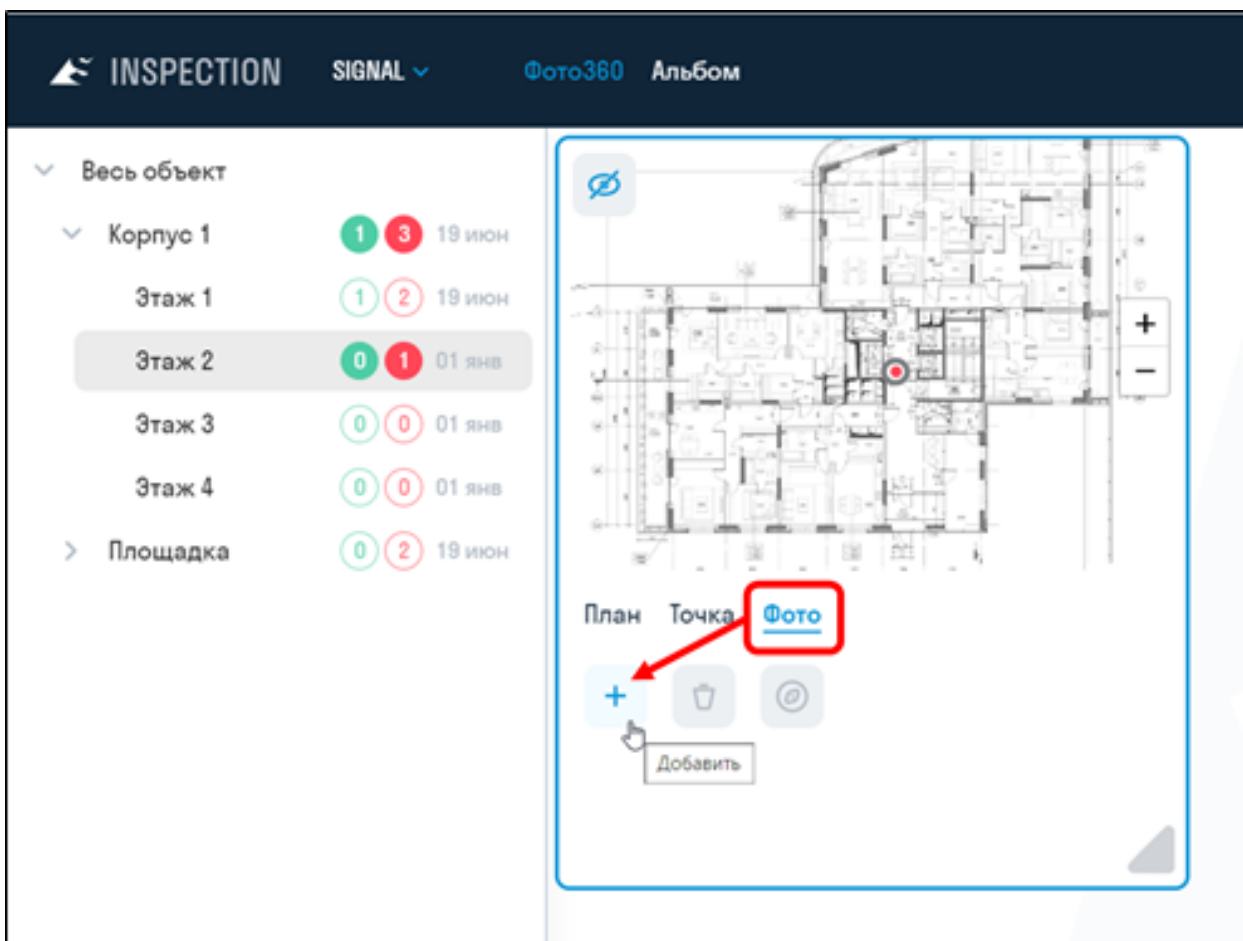 INSPECTION SIGNAL Фото360 Альбом
Весь объект
Корпус 1 1 3 19 июн
Этаж 1 1 2 19 июн
Этаж 2 0 1 01 янв
Этаж 3 0 0 01 янв
Этаж 4 0 0 01 янв
Площадка 0 2 19 июн
+
−
План Точка Фото
+
Добавить